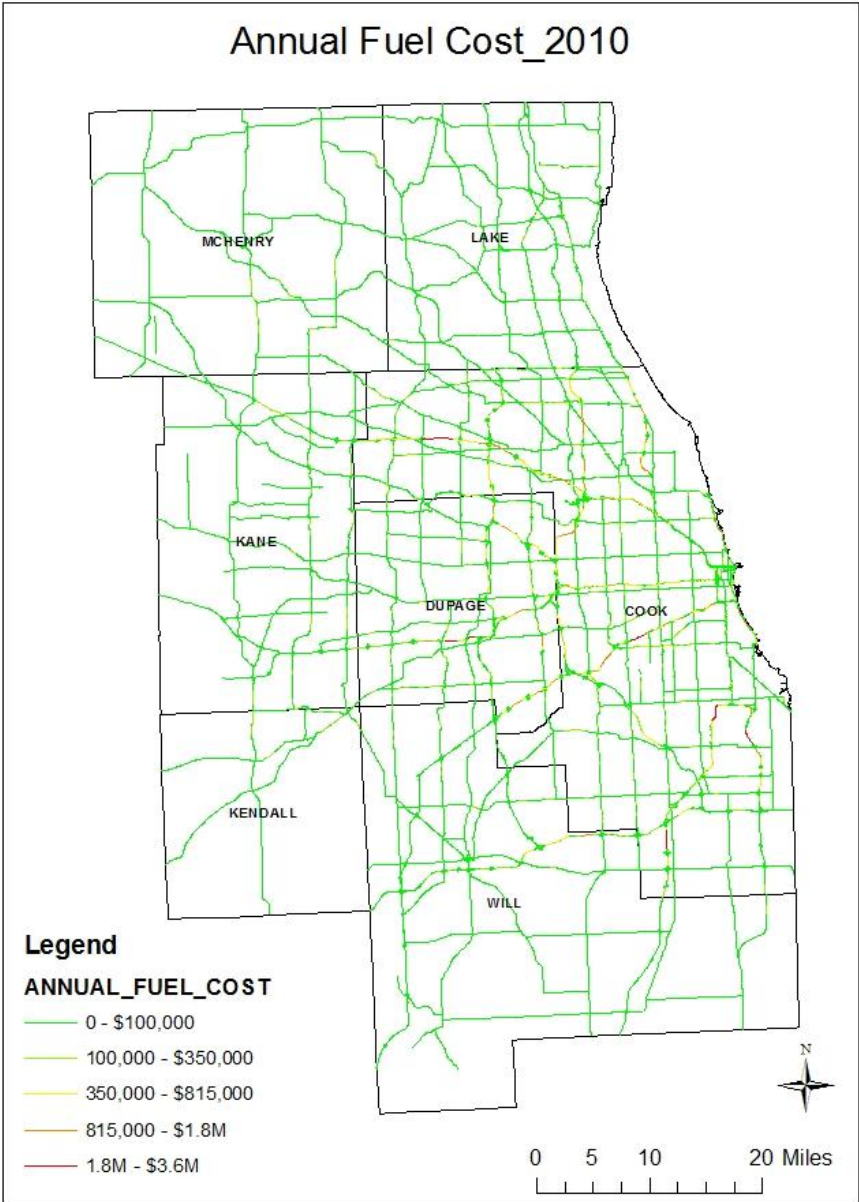 Annual Fuel Cost_2010
MCHENRY
LAKE
KANE
DUPAGE
COOK
KENDALL
WILL
Legend
ANNUAL_FUEL_COST
0 - $100,000
100,000 - $350,000
350,000 - $815,000
815,000 - $1.8M
1.8M - $3.6M
N
0 5 10 20 Miles